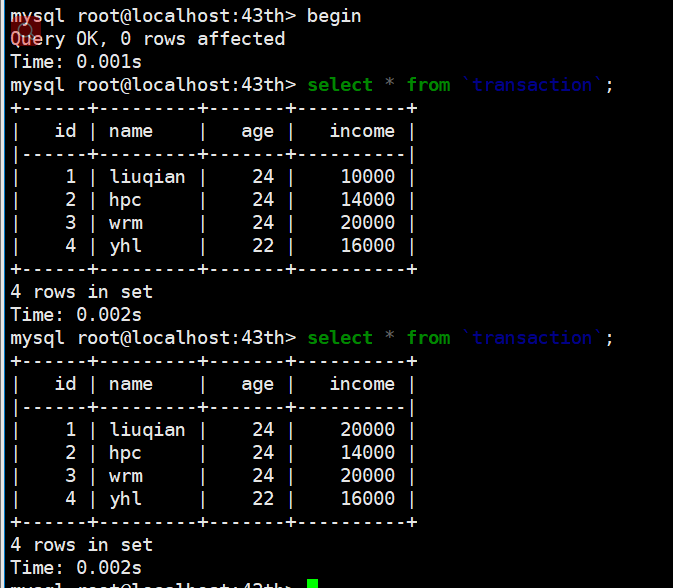 mysql root@localhost:43th> begin
Query OK, 0 rows affected
Time: 0.001s
mysql root@localhost:43th> select * from `transaction`;
+------+---------+-------+----------+
|   id | name    |   age |   income |
|------+---------+-------+----------|
|    1 | liuqian |    24 |    10000 |
|    2 | hpc     |    24 |    14000 |
|    3 | wrm     |    24 |    20000 |
|    4 | yhl     |    22 |    16000 |
+------+---------+-------+----------+
4 rows in set
Time: 0.002s
mysql root@localhost:43th> select * from `transaction`;
+------+---------+-------+----------+
|   id | name    |   age |   income |
|------+---------+-------+----------|
|    1 | liuqian |    24 |    20000 |
|    2 | hpc     |    24 |    14000 |
|    3 | wrm     |    24 |    20000 |
|    4 | yhl     |    22 |    16000 |
+------+---------+-------+----------+
4 rows in set
Time: 0.002s
mysql root@localhost:43th>